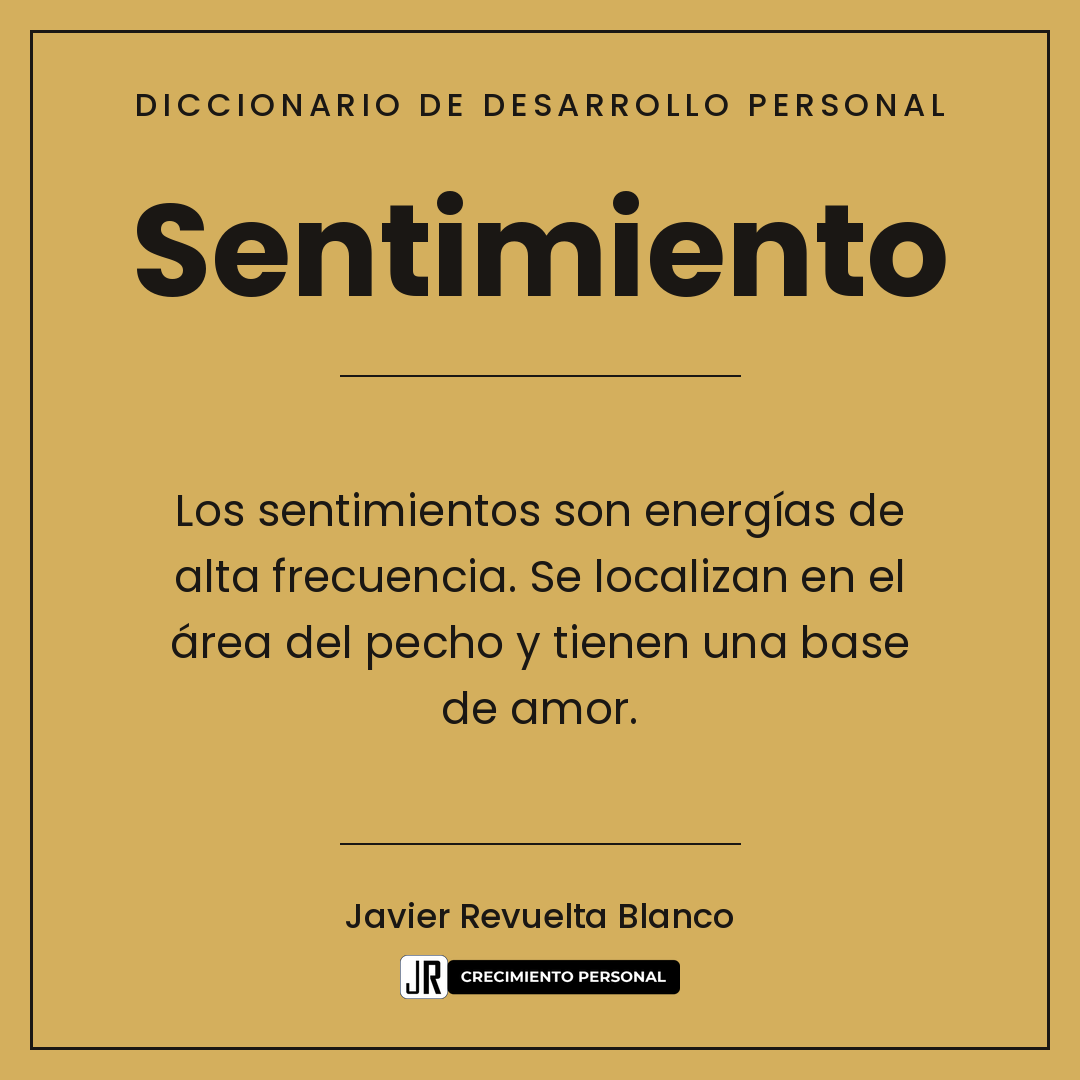 DICCIONARIO DE DESARROLLO PERSONAL
Sentimiento
Los sentimientos son energías de
alta frecuencia. Se localizan en el
área del pecho y tienen una base
de amor.
Javier Revuelta Blanco
JR CRECIMIENTO PERSONAL